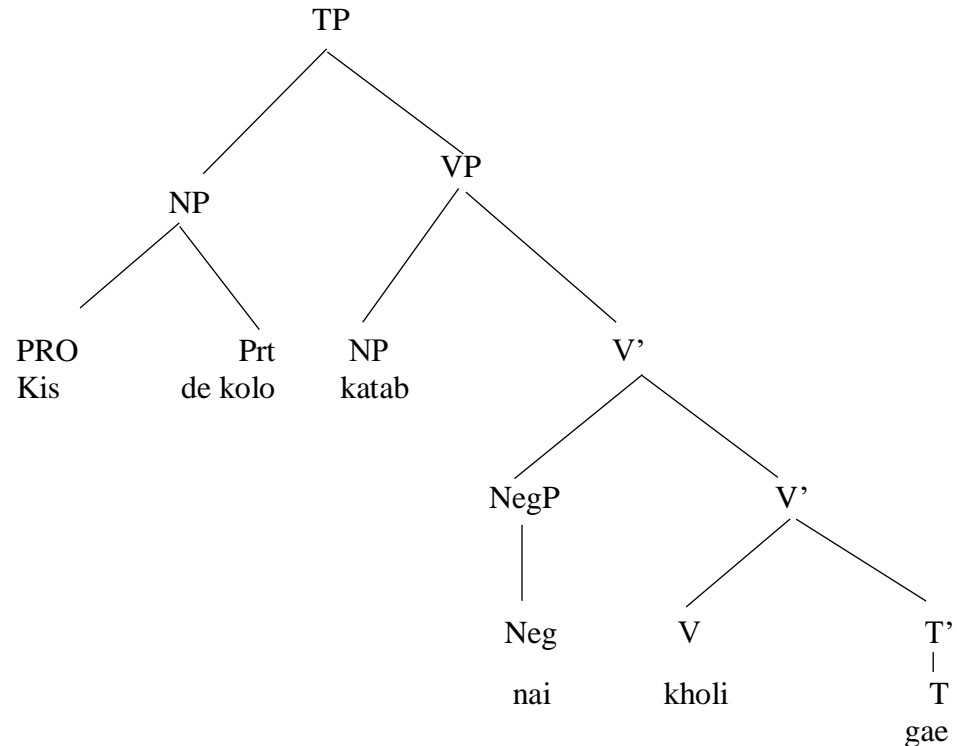 TP
VP
NP
PRO Prt NP V’
Kis de kolo katab
NegP V’
Neg V T’
nai kholi T
gae